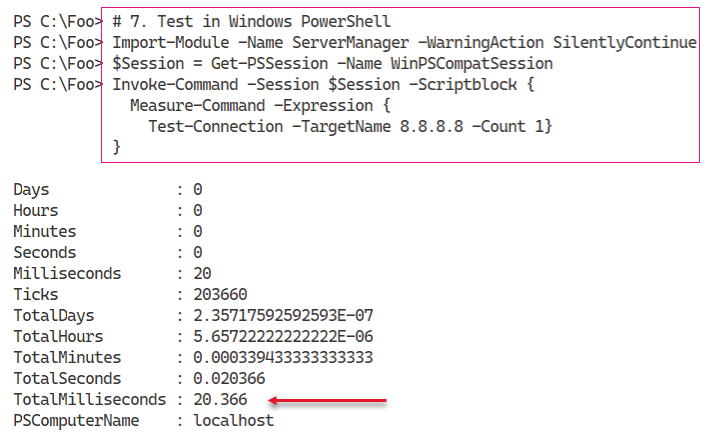 PS C:\Foo> # 7. Test in Windows PowerShell
PS C:\Foo> Import-Module -Name ServerManager -WarningAction SilentlyContinue
PS C:\Foo> $Session = Get-PSSession -Name WinPSCompatSession
PS C:\Foo> Invoke-Command -Session $Session -Scriptblock {
  Measure-Command -Expression {
    Test-Connection -TargetName 8.8.8.8 -Count 1}
}
Days              : 0
Hours             : 0
Minutes           : 0
Seconds           : 0
Milliseconds      : 20
Ticks             : 203660
TotalDays         : 2.35717592592593E-07
TotalHours        : 5.65722222222222E-06
TotalMinutes      : 0.000339433333333333
TotalSeconds      : 0.020366
TotalMilliseconds : 20.366
PSComputerName    : localhost